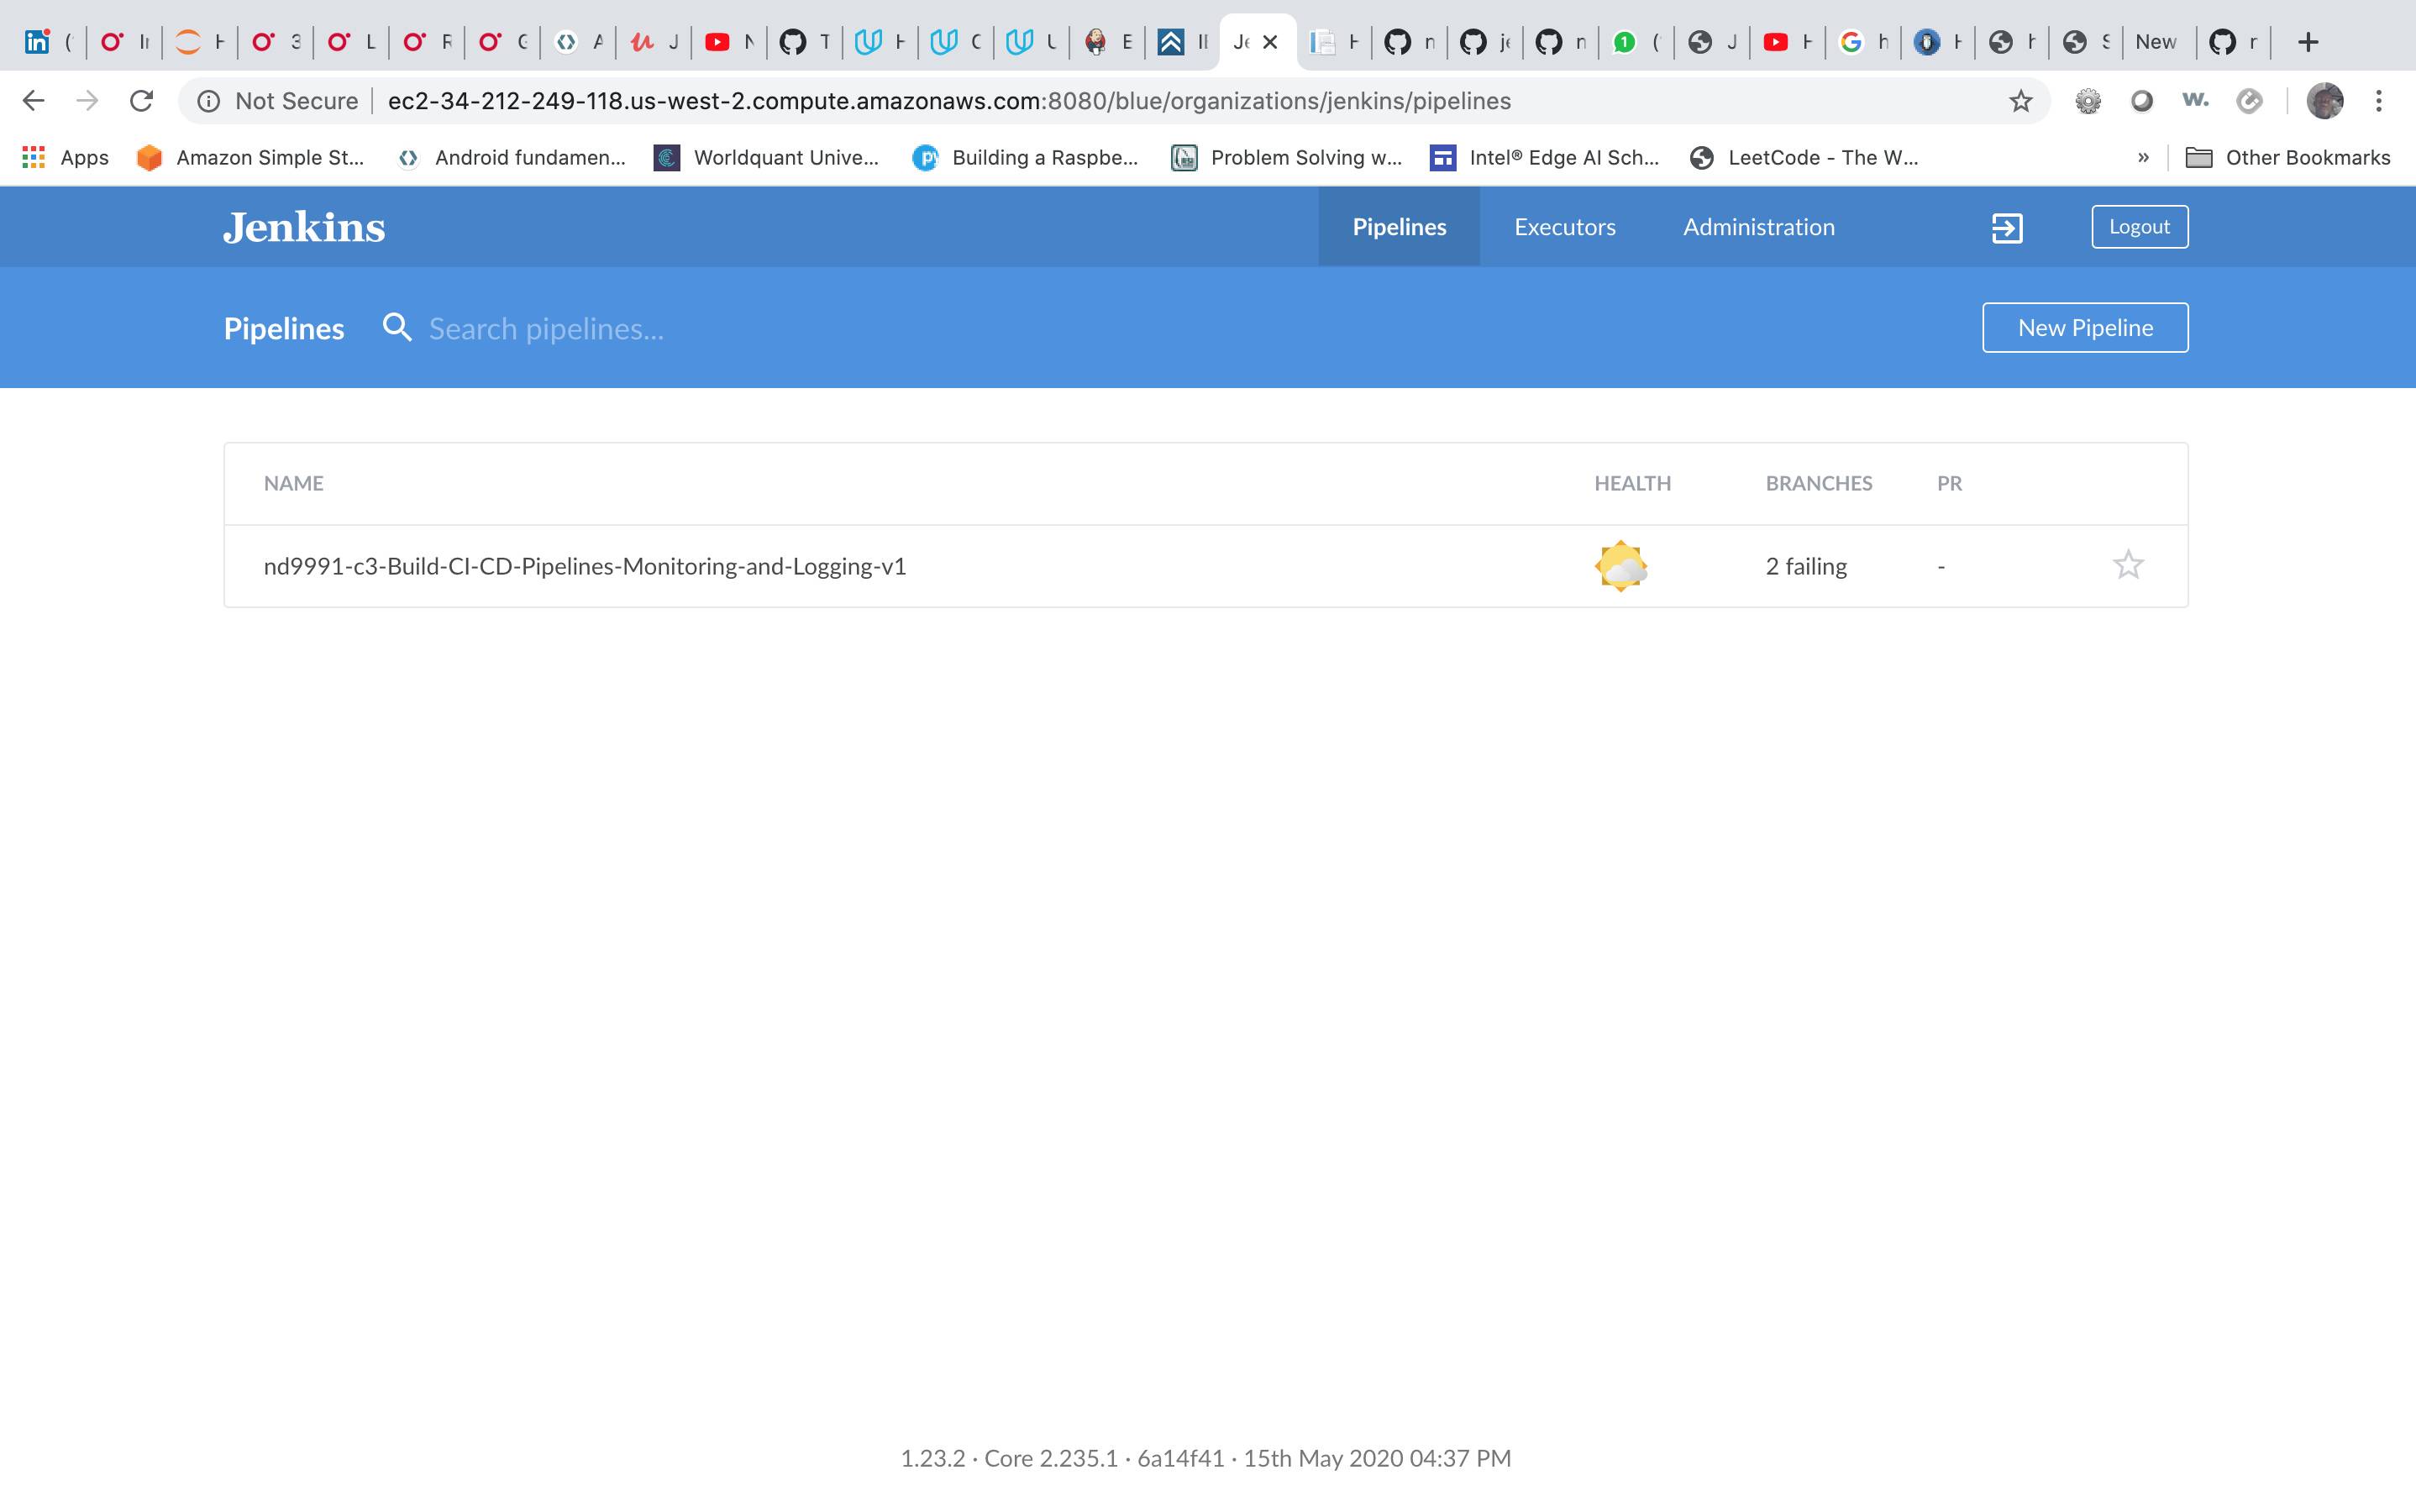 New
Not Secure ec2-34-212-249-118.us-west-2.compute.amazonaws.com:8080/blue/organizations/jenkins/pipelines
Apps Amazon Simple St... Android fundamen... Worldquant Unive... Building a Raspbe... Problem Solving w... Intel® Edge AI Sch... LeetCode - The W... » Other Bookmarks
Jenkins Pipelines Executors Administration Logout
Pipelines Search pipelines... New Pipeline
NAME HEALTH BRANCHES PR
nd9991-c3-Build-CI-CD-Pipelines-Monitoring-and-Logging-v1 2 failing -
1.23.2 · Core 2.235.1 · 6a14f41 · 15th May 2020 04:37 PM